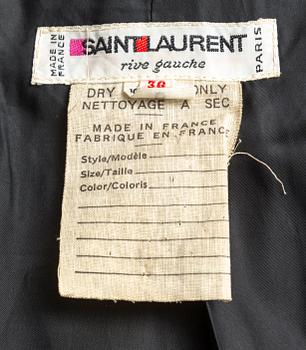 MADE IN FRANCE
SAINT LAURENT
rive gauche
PARIS
36
DRY ONLY
NETTOYAGE A SEC
MADE IN FRANCE
FABRIQUE EN FRANC
Style/Modèle
Size/Taille
Color/Coloris